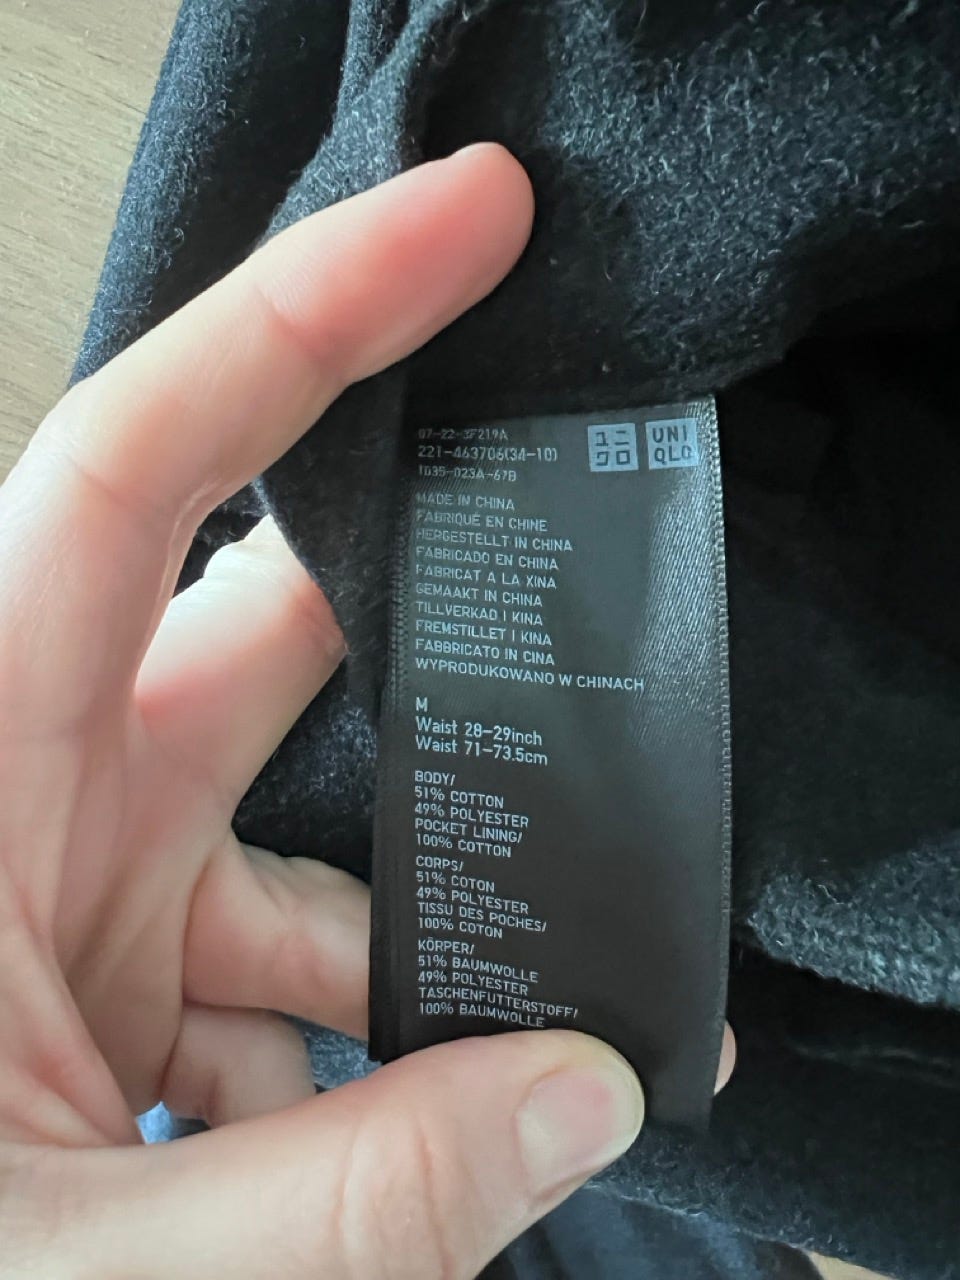 07-22-3F219A
221-463706(34-10)
1D35-023A-67B
ユニ
クロ
UNI
QLO
MADE IN CHINA
FABRIQUÉ EN CHINE
HERGESTELLT IN CHINA
FABRICADO EN CHINA
FABRICAT A LA XINA
GEMAAKT IN CHINA
TILLVERKAD I KINA
FREMSTILLET I KINA
FABBRICATO IN CINA
WYPRODUKOWANO W CHINACH
M
Waist 28-29inch
Waist 71-73.5cm
BODY/
51% COTTON
49% POLYESTER
POCKET LINING/
100% COTTON
CORPS/
51% COTON
49% POLYESTER
TISSU DES POCHES/
100% COTON
KÖRPER/
51% BAUMWOLLE
49% POLYESTER
TASCHENFUTTERSTOFF/
100% BAUMWOLLE